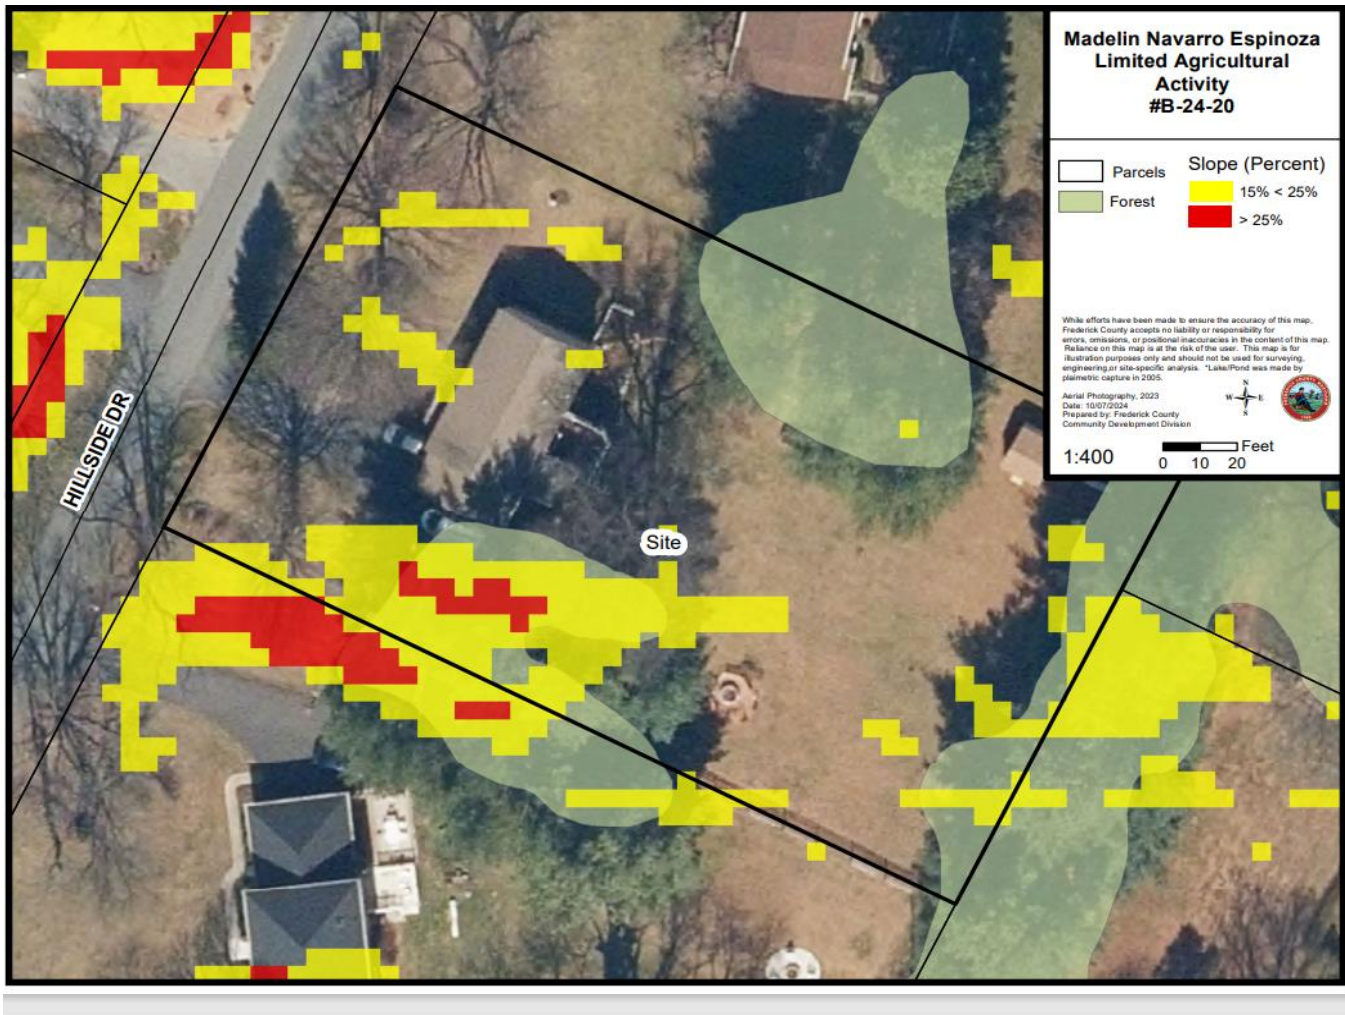 Madelin Navarro Espinoza
Limited Agricultural
Activity
#B-24-20
Parcels
Forest
Slope (Percent)
15% < 25%
> 25%
While efforts have been made to ensure the accuracy of this map,
Frederick County accepts no liability or responsibility for
errors, omissions, or positional inaccuracies in the content of this map.
Reliance on this map is at the risk of the user. This map is for
illustration purposes only and should not be used for surveying,
engineering,or site-specific analysis. *Lake/Pond was made by
plaimetric capture in 2005.
Aerial Photography, 2023
Date: 10/07/2024
Prepared by: Frederick County
Community Development Division
N
W E
S
1:400
Feet
0 10 20
HILLSIDE DR
Site